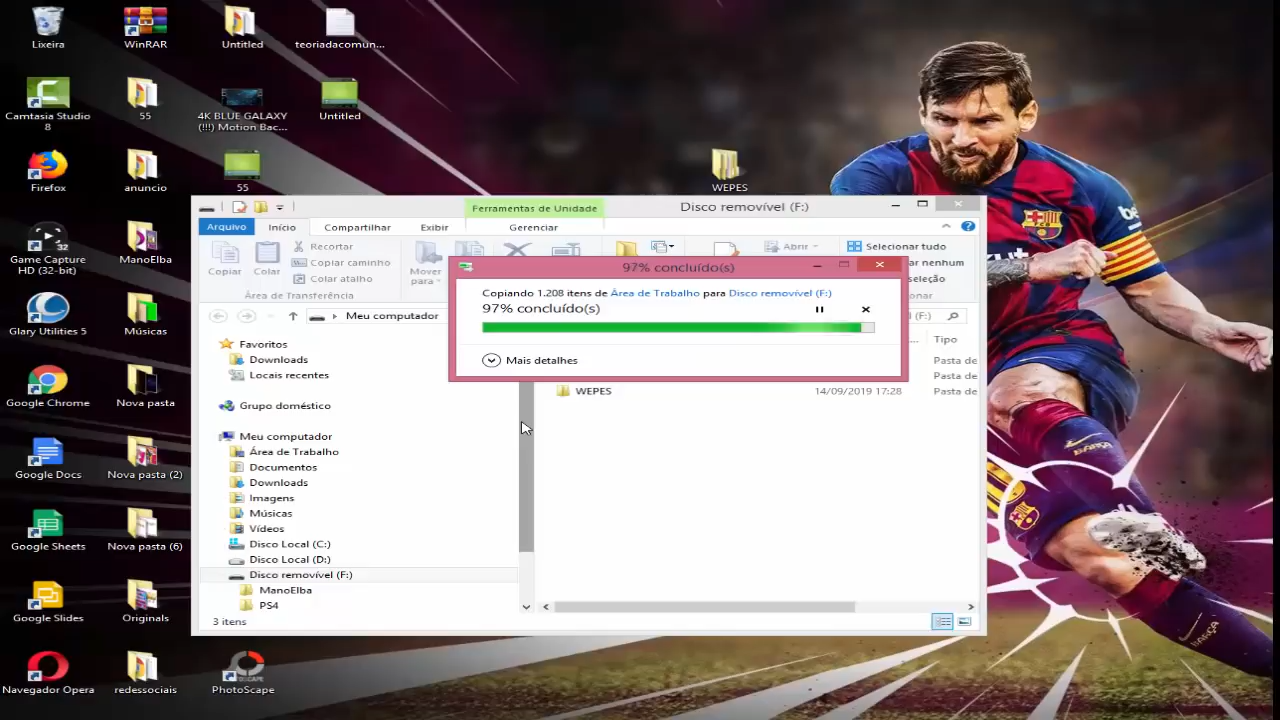 Lixeira
WinRAR
Untitled
teoriadacomun...
Camtasia Studio
8
55
4K BLUE GALAXY
(!!!) Motion Bac...
Untitled
Firefox
anuncio
55
WEPES
Game Capture
HD (32-bit)
ManoElba
Glary Utilities 5
Músicas
Google Chrome
Nova pasta
Google Docs
Nova pasta (2)
Google Sheets
Nova pasta (6)
Google Slides
Originals
Navegador Opera
redessociais
PhotoScape
Ferramentas de Unidade
Disco removível (F:)
Arquivo
Início
Compartilhar
Exibir
Gerenciar
Copiar
Colar
Recortar
Copiar caminho
Colar atalho
Mover
para
Abrir
Selecionar tudo
nenhum
seleção
Área de Transferência
onar
Meu computador
(F:)
97% concluído(s)
Copiando 1.208 itens de Área de Trabalho para Disco removível (F:)
97% concluído(s)
Mais detalhes
Favoritos
Downloads
Locais recentes
Grupo doméstico
Meu computador
Área de Trabalho
Documentos
Downloads
Imagens
Músicas
Vídeos
Disco Local (C:)
Disco Local (D:)
Disco removível (F:)
ManoElba
PS4
... Tipo
Pasta de
Pasta de
WEPES 14/09/2019 17:28 Pasta de
3 itens
BARÇA
BARÇA